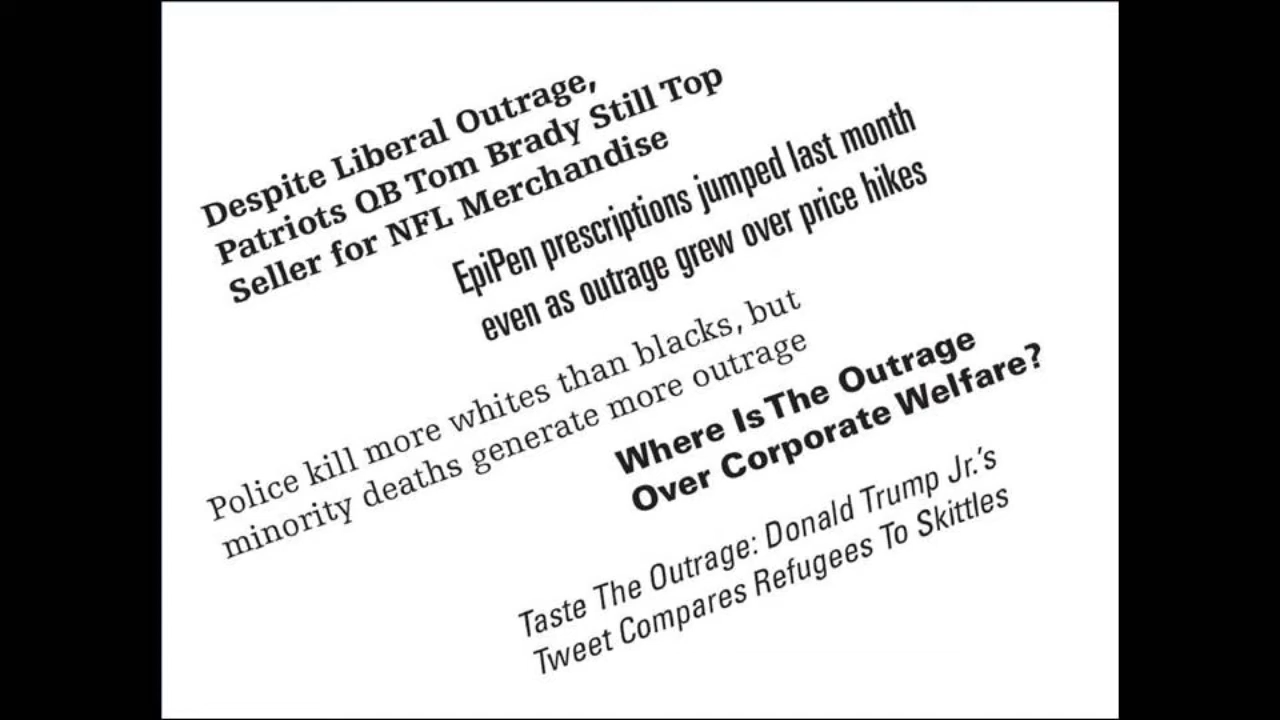 Despite Liberal Outrage,
Patriots QB Tom Brady Still Top
Seller for NFL Merchandise
EpiPen prescriptions jumped last month
even as outrage grew over price hikes
Police kill more whites than blacks, but
minority deaths generate more outrage
Where Is The Outrage
Over Corporate Welfare?
Taste The Outrage: Donald Trump Jr.'s
Tweet Compares Refugees To Skittles